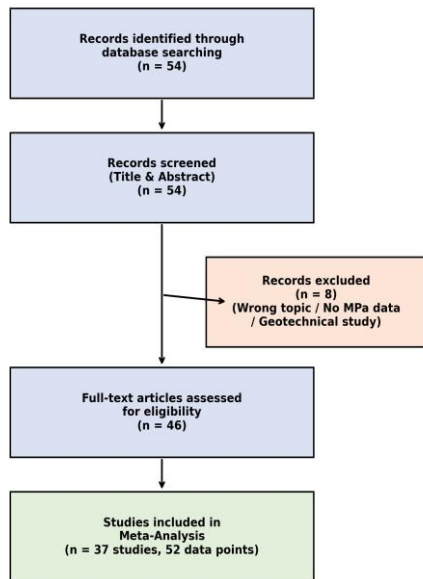 Records identified through
database searching
(n = 54)
Records screened
(Title & Abstract)
(n = 54)
Records excluded
(n = 8)
(Wrong topic / No MPa data
/ Geotechnical study)
Full-text articles assessed
for eligibility
(n = 46)
Studies included in
Meta-Analysis
(n = 37 studies, 52 data points)